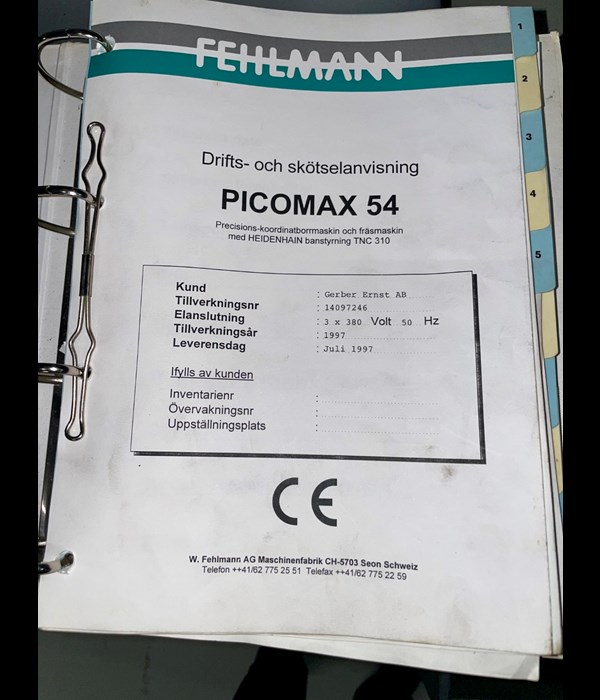 FEHLMANN
Drifts- och skötselanvisning
PICOMAX 54
Precisions-koordinatborrmaskin och fräsmaskin
med HEIDENHAIN banstyrning TNC 310
Kund : Gerber Ernst AB
Tillverkningsnr : 14097246
Elanslutning : 3 x 380 Volt 50 Hz
Tillverkningsår : 1997
Leverensdag : Juli 1997
Ifylls av kunden
Inventarienr :
Övervakningsnr :
Uppställningsplats :
CE
W. Fehlmann AG Maschinenfabrik CH-5703 Seon Schweiz
Telefon ++41/62 775 25 51 Telefax ++41/62 775 22 59
1
2
3
4
5